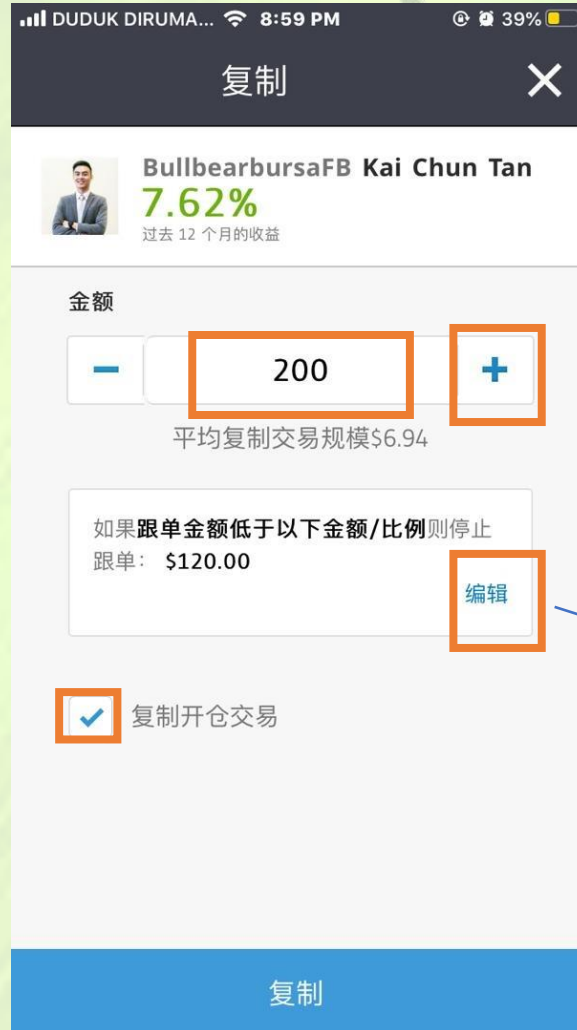 DUDUK DIRUMA... 8:59 PM 39%
复制
BullbearbursaFB Kai Chun Tan
7.62%
过去 12 个月的收益
金额
200
平均复制交易规模$6.94
如果跟单金额低于以下金额/比例则停止
跟单: $120.00
编辑
复制开仓交易
复制